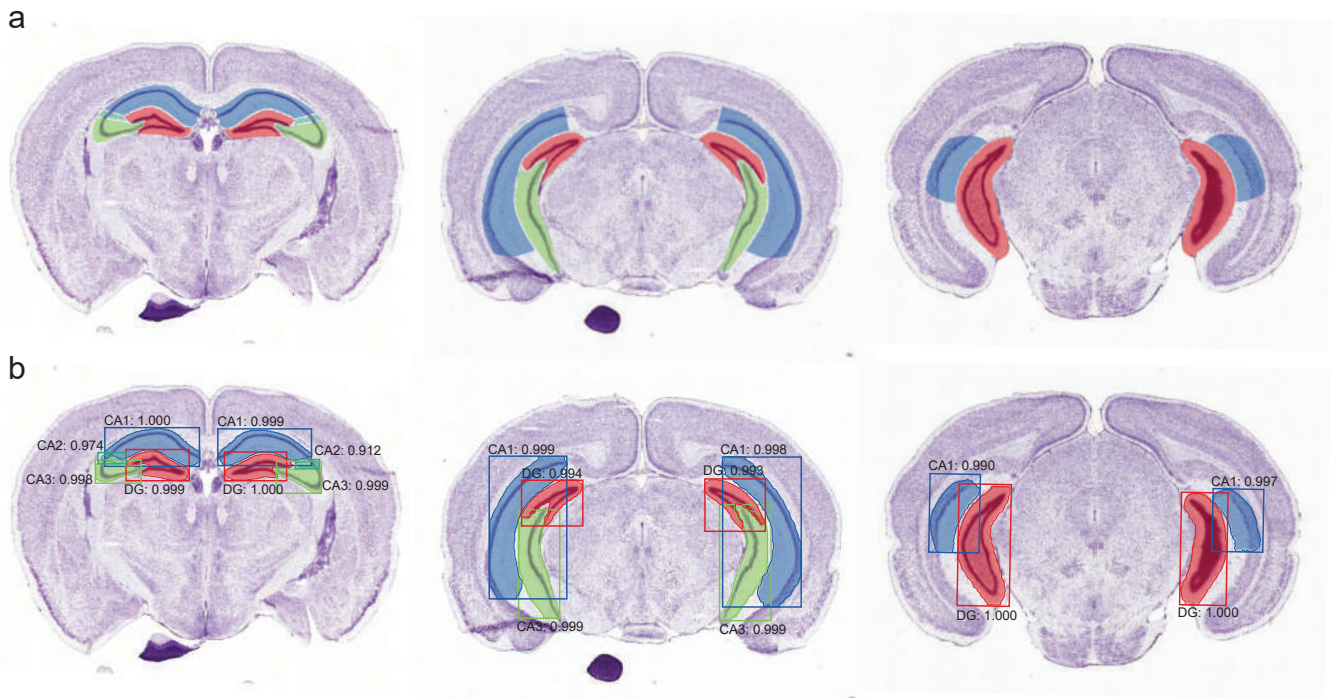 a
b
CA1: 1.000
CA1: 0.999
CA2: 0.974
CA2: 0.912
CA3: 0.998
DG: 0.999
DG: 1.000
CA3: 0.999
CA1: 0.999
CA1: 0.998
DG: 0.994
DG: 0.993
CA3: 0.999
CA3: 0.999
CA1: 0.990
CA1: 0.997
DG: 1.000
DG: 1.000